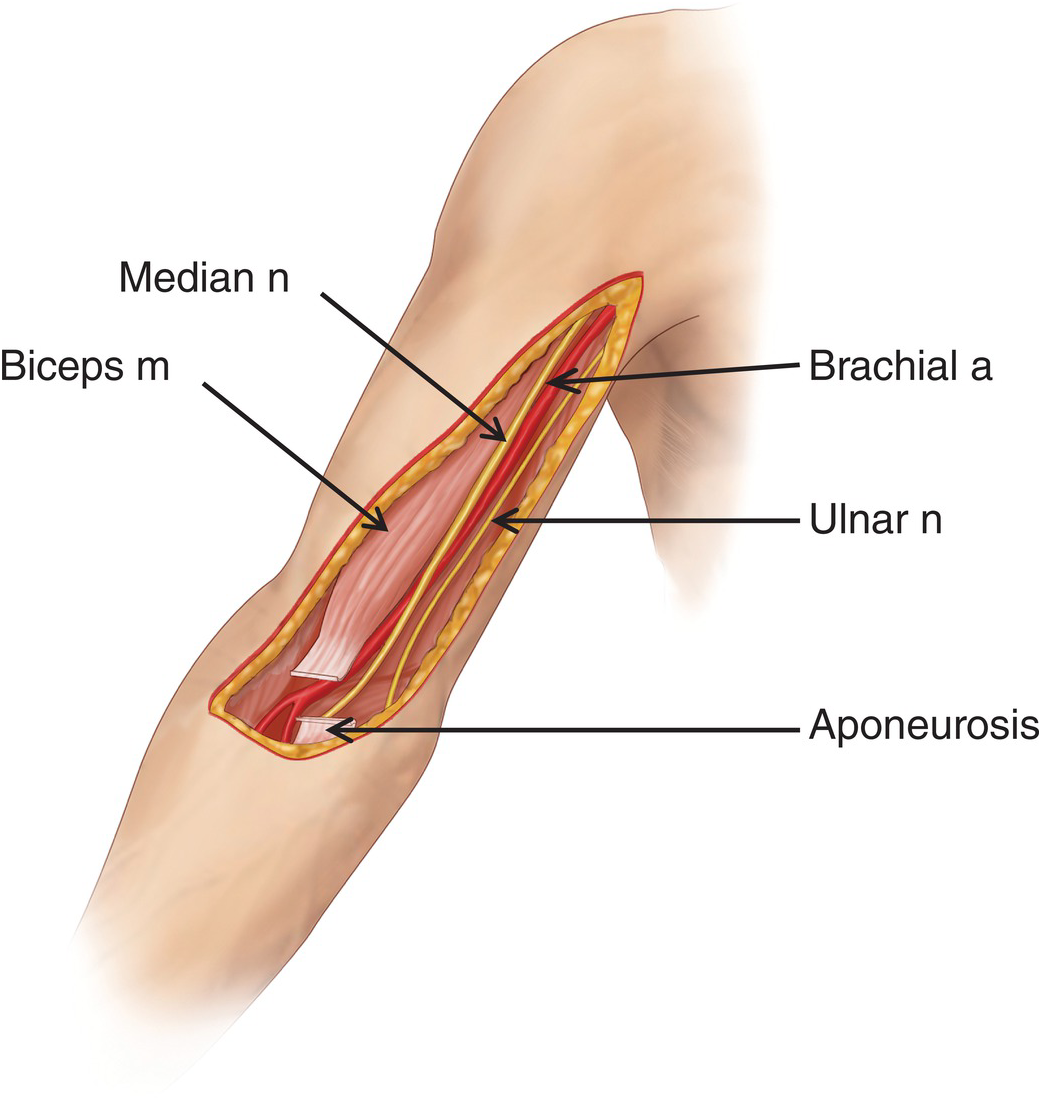 Median n
Biceps m
Brachial a
Ulnar n
Aponeurosis